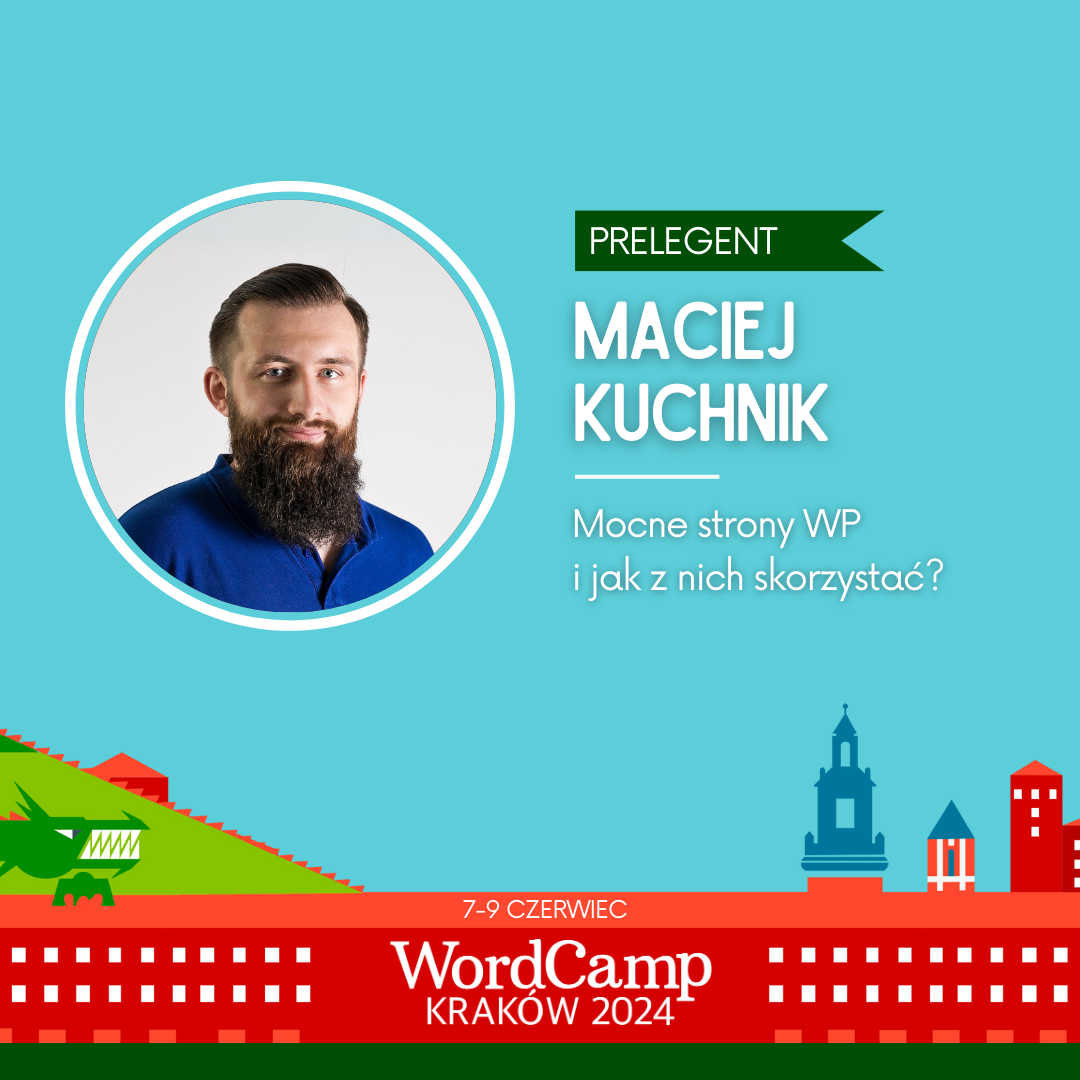 PRELEGENT
MACIEJ
KUCHNIK
Mocne strony WP
i jak z nich skorzystać?
7-9 CZERWIEC
WordCamp
KRAKÓW 2024